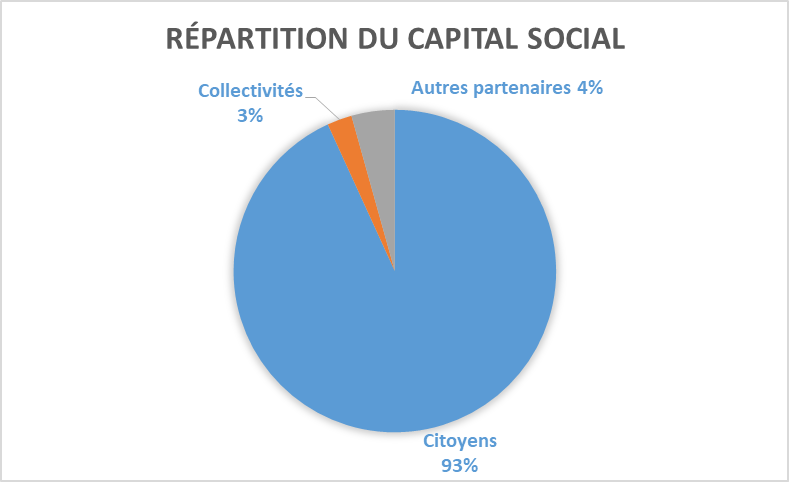 RÉPARTITION DU CAPITAL SOCIAL
Collectivités
3%
Autres partenaires 4%
Citoyens
93%